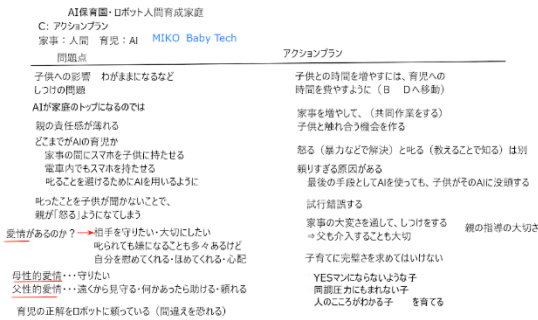 AI保育園・ロボット人間育成家庭
C: アクションプラン
家事：人間　育児：AI　MIKO Baby Tech
問題点
子供への影響　わがままになるなど
しつけの問題
AIが家庭のトップになるのでは
親の責任感が薄れる
どこまでがAIの育児か
家事の間にスマホを子供に持たせる
電車内でもスマホを持たせる
叱ることを避けるためにAIを用いるように
叱ったことを子供が聞かないことで、
親が「怒る」ようになてしまう
愛情があるのか？→相手を守りたい・大切にしたい
叱られても嫌になることも多々あるけど
自分を慰めてくれる・ほめてくれる・心配
母性的愛情・・・守りたい
父性的愛情・・・遠くから見守る・何かあったら助ける・頼れる
育児の正解をロボットに頼っている（間違えを恐れる）
アクションプラン
子供との時間を増やすには、育児への
時間を費やすように（B　Dへ移動）
家事を増やして、（共同作業をする）
子供と触れ合う機会を作る
怒る（暴力などで解決）と叱る（教えることで知る）は別
頼りすぎる原因がある
最後の手段としてAIを使っても、子供がそのAIに没頭する
試行錯誤する
家事の大変さを通して、しつけをする
⇒父も介入することも大切
親の指導の大切さ
子育てに完璧さを求めてはいけない
YESマンにならないような子
同調圧力にもまれない子
人のこころがわかる子　を育てる